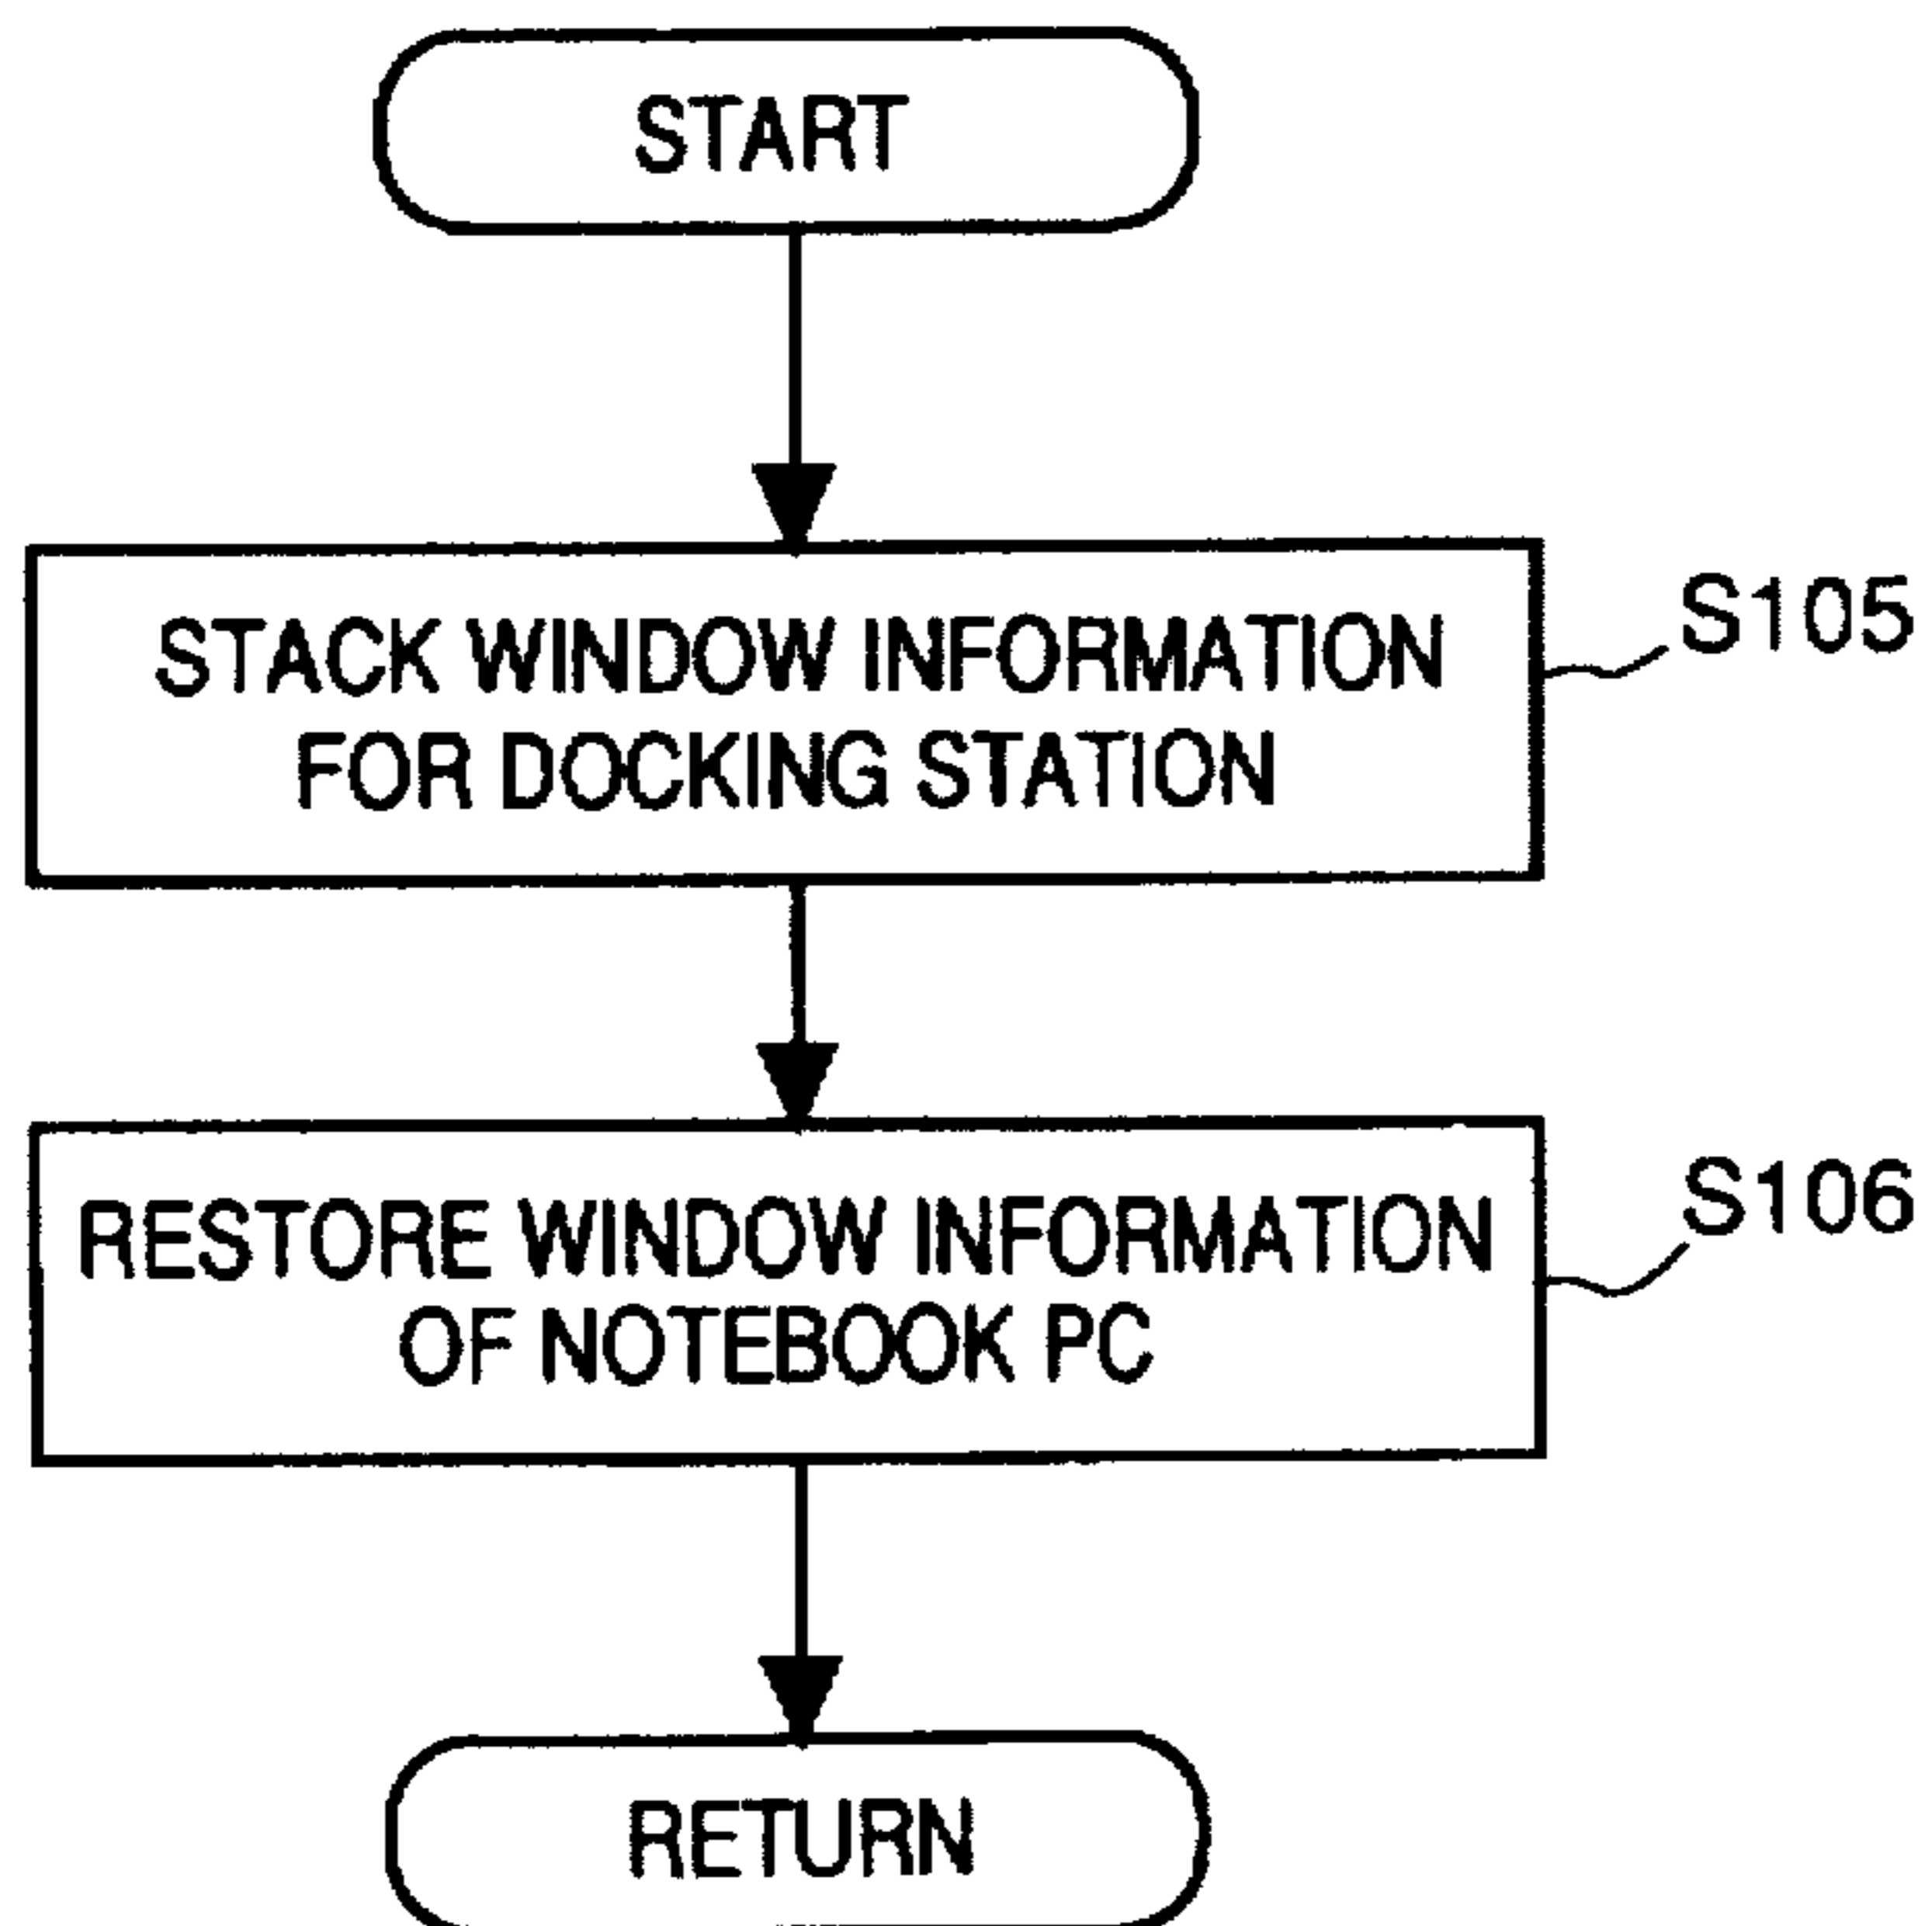 START
STACK WINDOW INFORMATION
FOR DOCKING STATION
S105
RESTORE WINDOW INFORMATION
OF NOTEBOOK PC
S106
RETURN